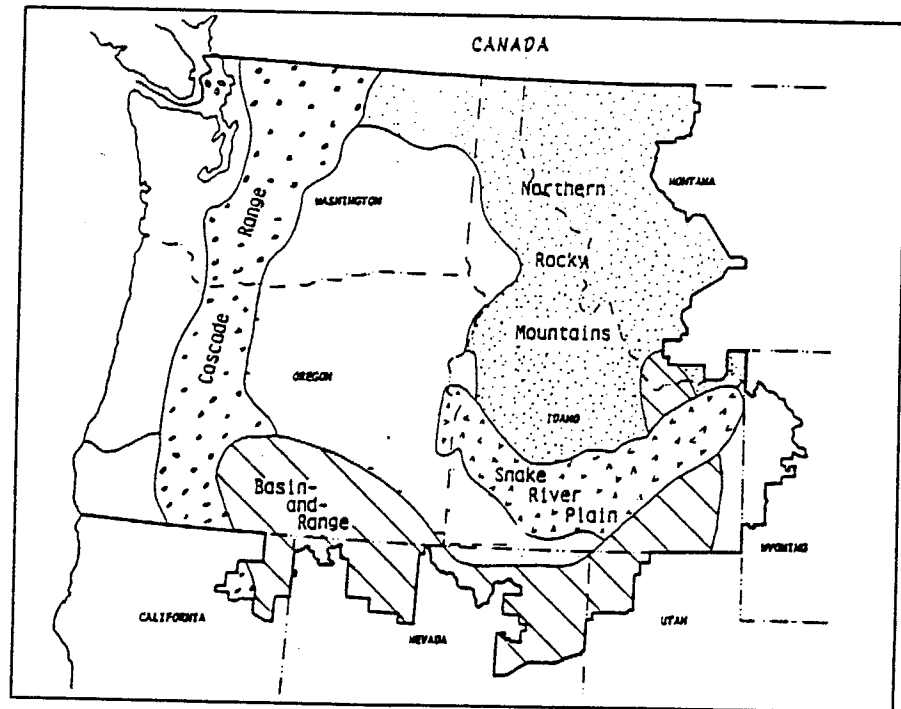 CANADA
Northern
MONTANA
WASHINGTON
Range
Rocky
Cascade
Mountains
OREGON
IDAHO
Snake
River
Plain
Basin-
and-
Range
WYOMING
CALIFORNIA
NEVADA
UTAH